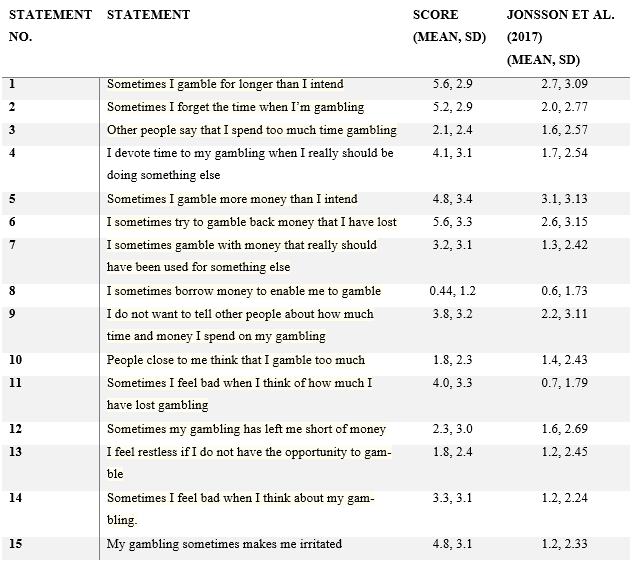 STATEMENT STATEMENT SCORE JONSSON ET AL.
NO. (MEAN, SD) (2017)
(MEAN, SD)
1 Sometimes I gamble for longer than I intend 5.6, 2.9 2.7, 3.09
2 Sometimes I forget the time when I’m gambling 5.2, 2.9 2.0, 2.77
3 Other people say that I spend too much time gambling 2.1, 2.4 1.6, 2.57
4 I devote time to my gambling when I really should be 4.1, 3.1 1.7, 2.54
doing something else
5 Sometimes I gamble more money than I intend 4.8, 3.4 3.1, 3.13
6 I sometimes try to gamble back money that I have lost 5.6, 3.3 2.6, 3.15
7 I sometimes gamble with money that really should 3.2, 3.1 1.3, 2.42
have been used for something else
8 I sometimes borrow money to enable me to gamble 0.44, 1.2 0.6, 1.73
9 I do not want to tell other people about how much 3.8, 3.2 2.2, 3.11
time and money I spend on my gambling
10 People close to me think that I gamble too much 1.8, 2.3 1.4, 2.43
11 Sometimes I feel bad when I think of how much I 4.0, 3.3 0.7, 1.79
have lost gambling
12 Sometimes my gambling has left me short of money 2.3, 3.0 1.6, 2.69
13 I feel restless if I do not have the opportunity to gam- 1.8, 2.4 1.2, 2.45
ble
14 Sometimes I feel bad when I think about my gam- 3.3, 3.1 1.2, 2.24
bling.
15 My gambling sometimes makes me irritated 4.8, 3.1 1.2, 2.33